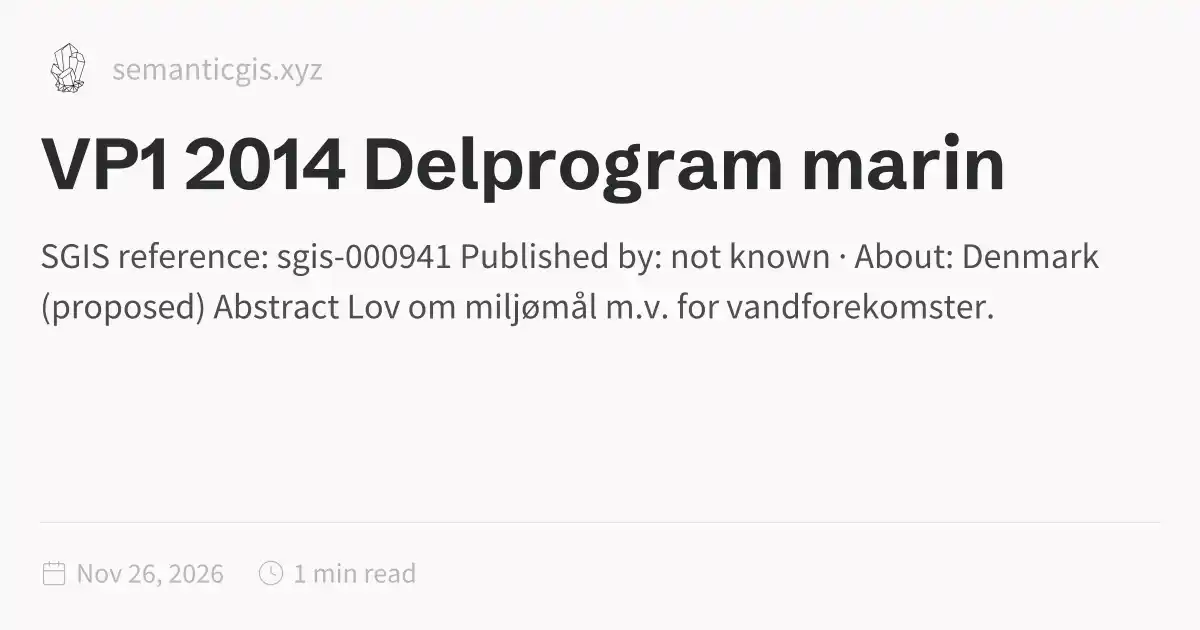 semanticgis.xyz
VP1 2014 Delprogram marin
SGIS reference: sgis-000941 Published by: not known · About: Denmark
(proposed) Abstract Lov om miljømål m.v. for vandforekomster.
Nov 26, 2026 1 min read